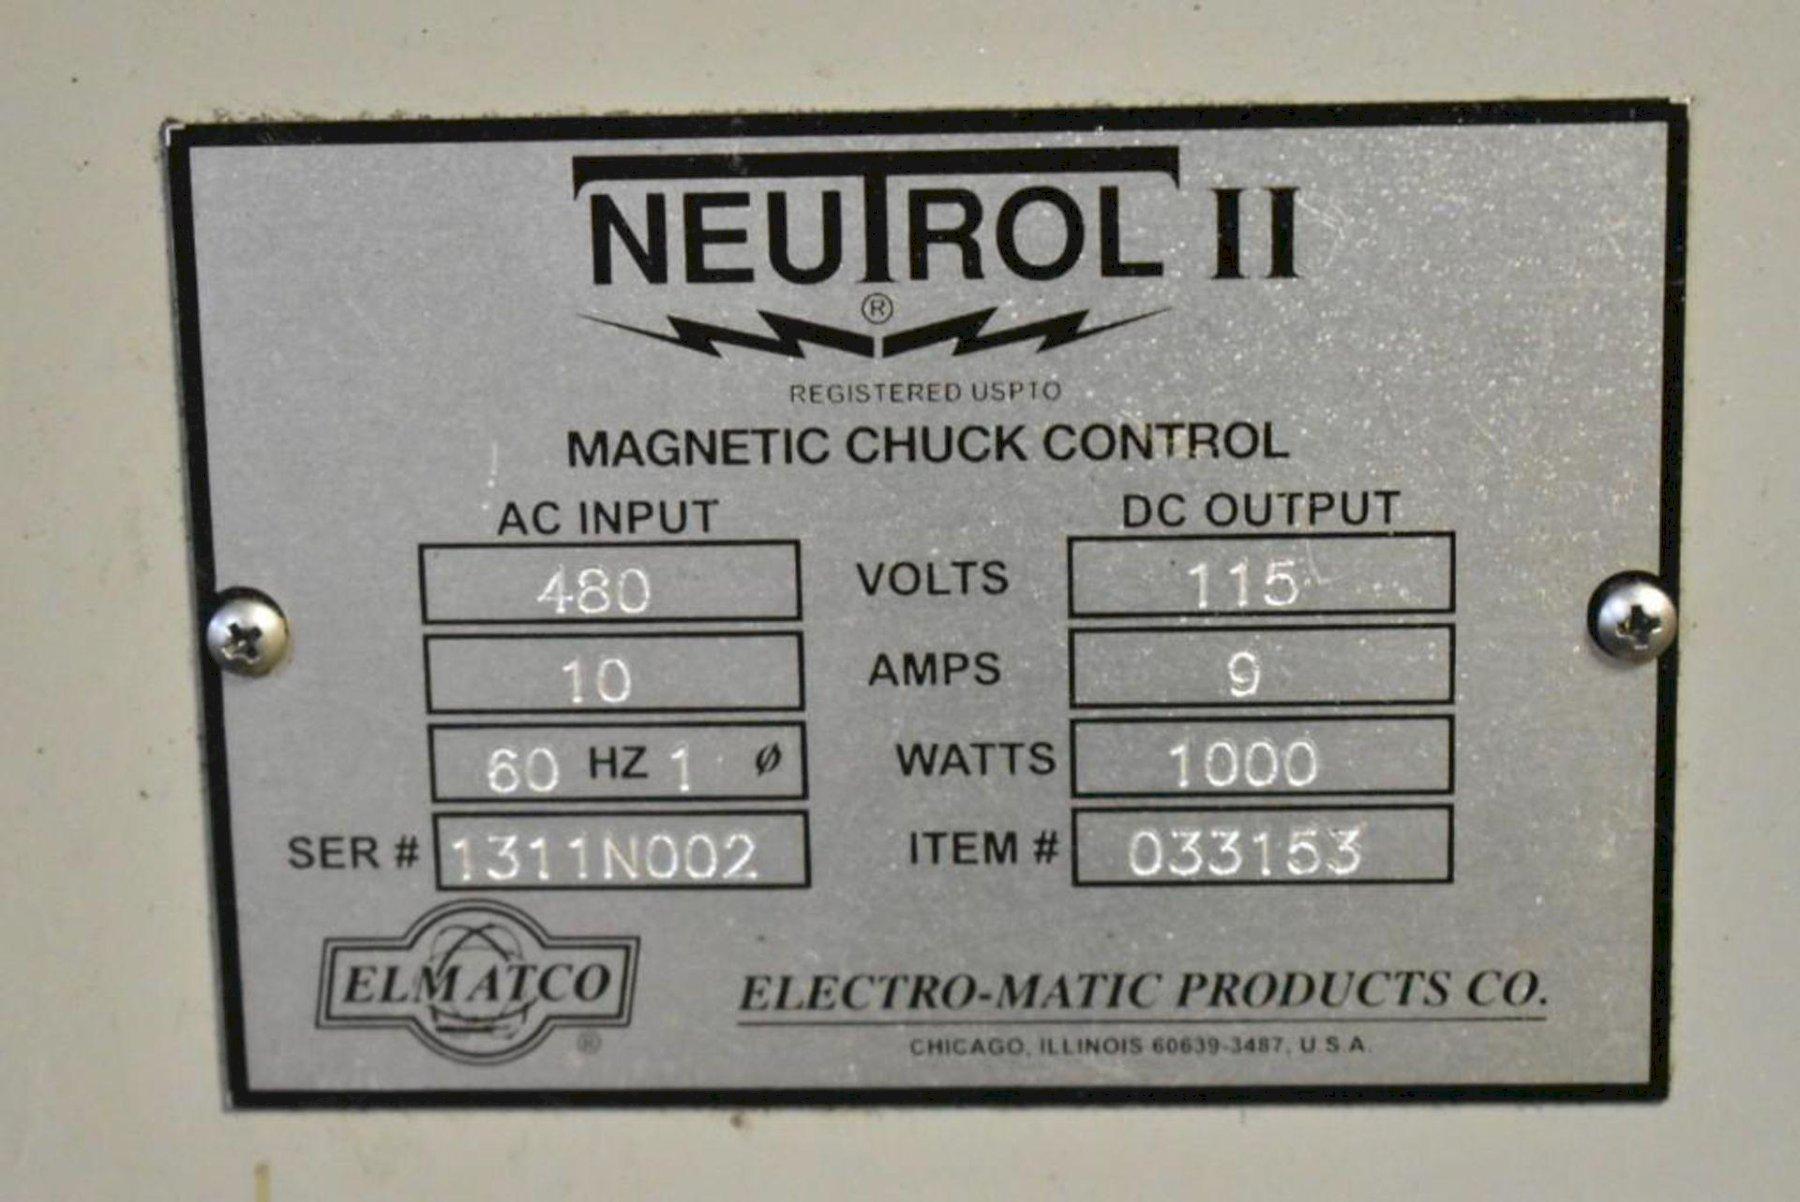 NEUTROL II
®
REGISTERED USPTO
MAGNETIC CHUCK CONTROL
AC INPUT DC OUTPUT
480 VOLTS 115
10 AMPS 9
60 HZ 1 Ø WATTS 1000
SER # 1311N002 ITEM # 033153
ELMATCO ®
ELECTRO-MATIC PRODUCTS CO.
CHICAGO, ILLINOIS 60639-3487, U.S.A.